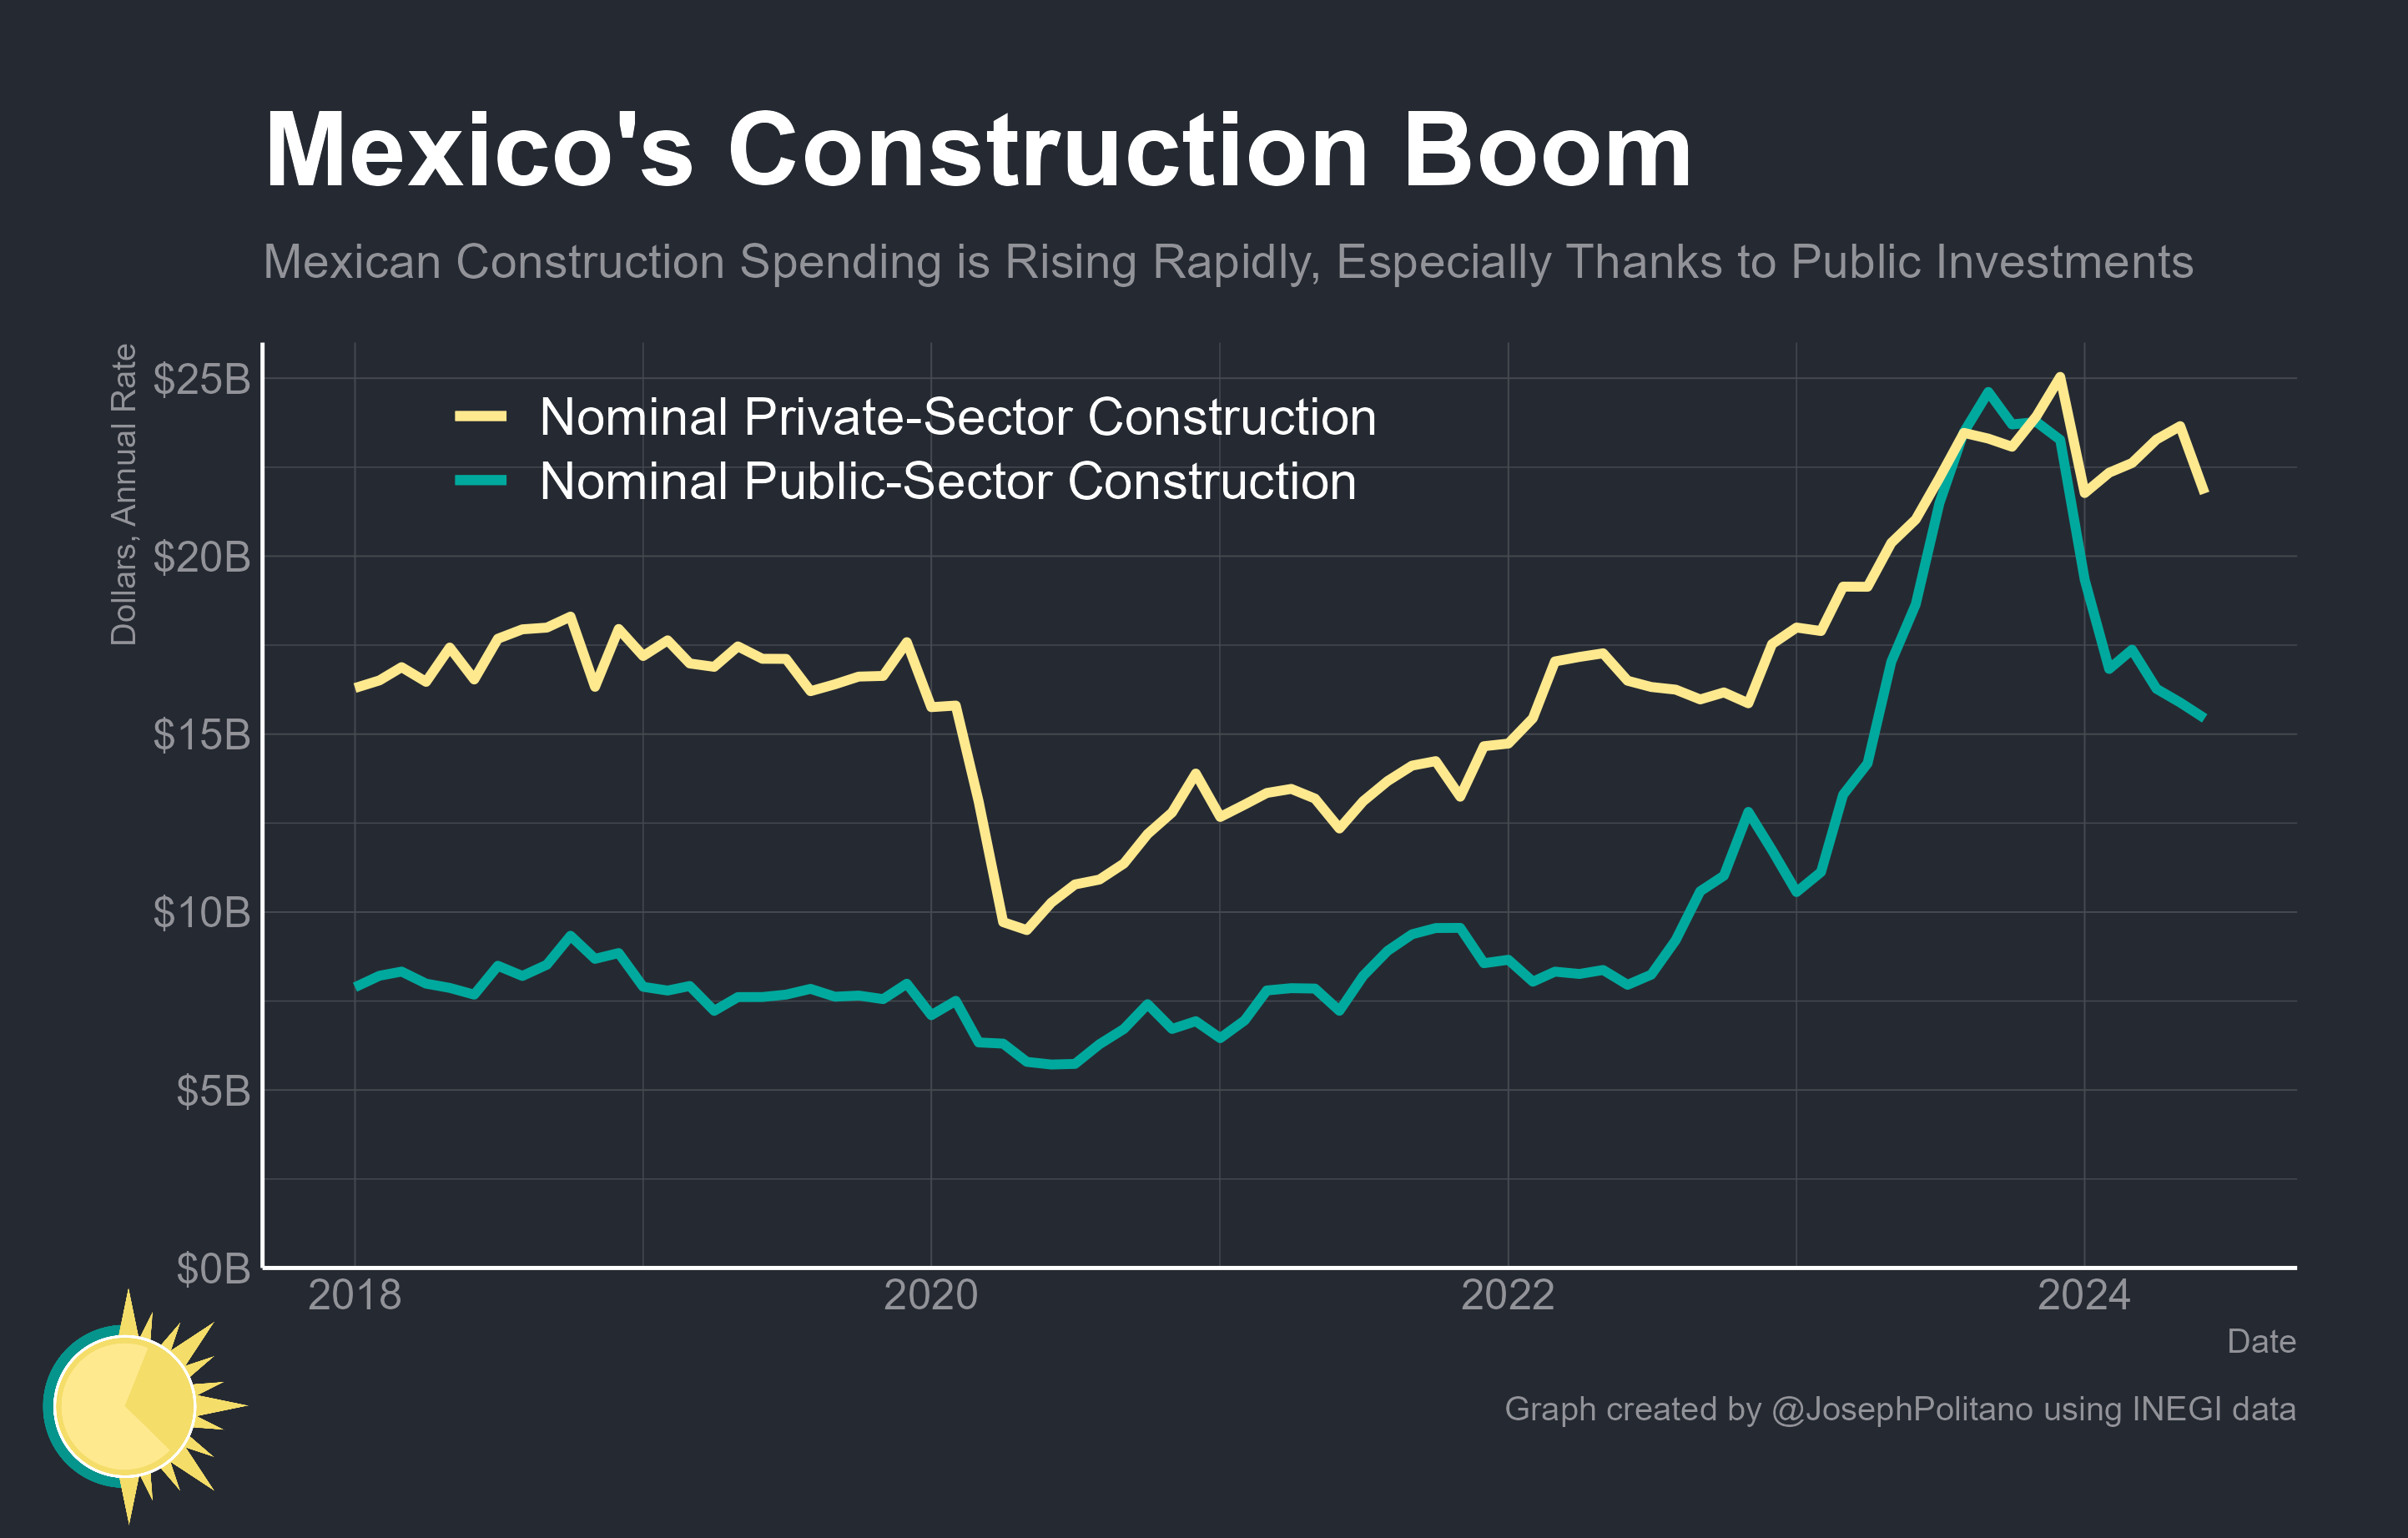 Mexico's Construction Boom
Mexican Construction Spending is Rising Rapidly, Especially Thanks to Public Investments
Dollars, Annual Rate
$25B
$20B
$15B
$10B
$5B
$0B
Nominal Private-Sector Construction
Nominal Public-Sector Construction
2018 2020 2022 2024
Date
Graph created by @JosephPolitano using INEGI data